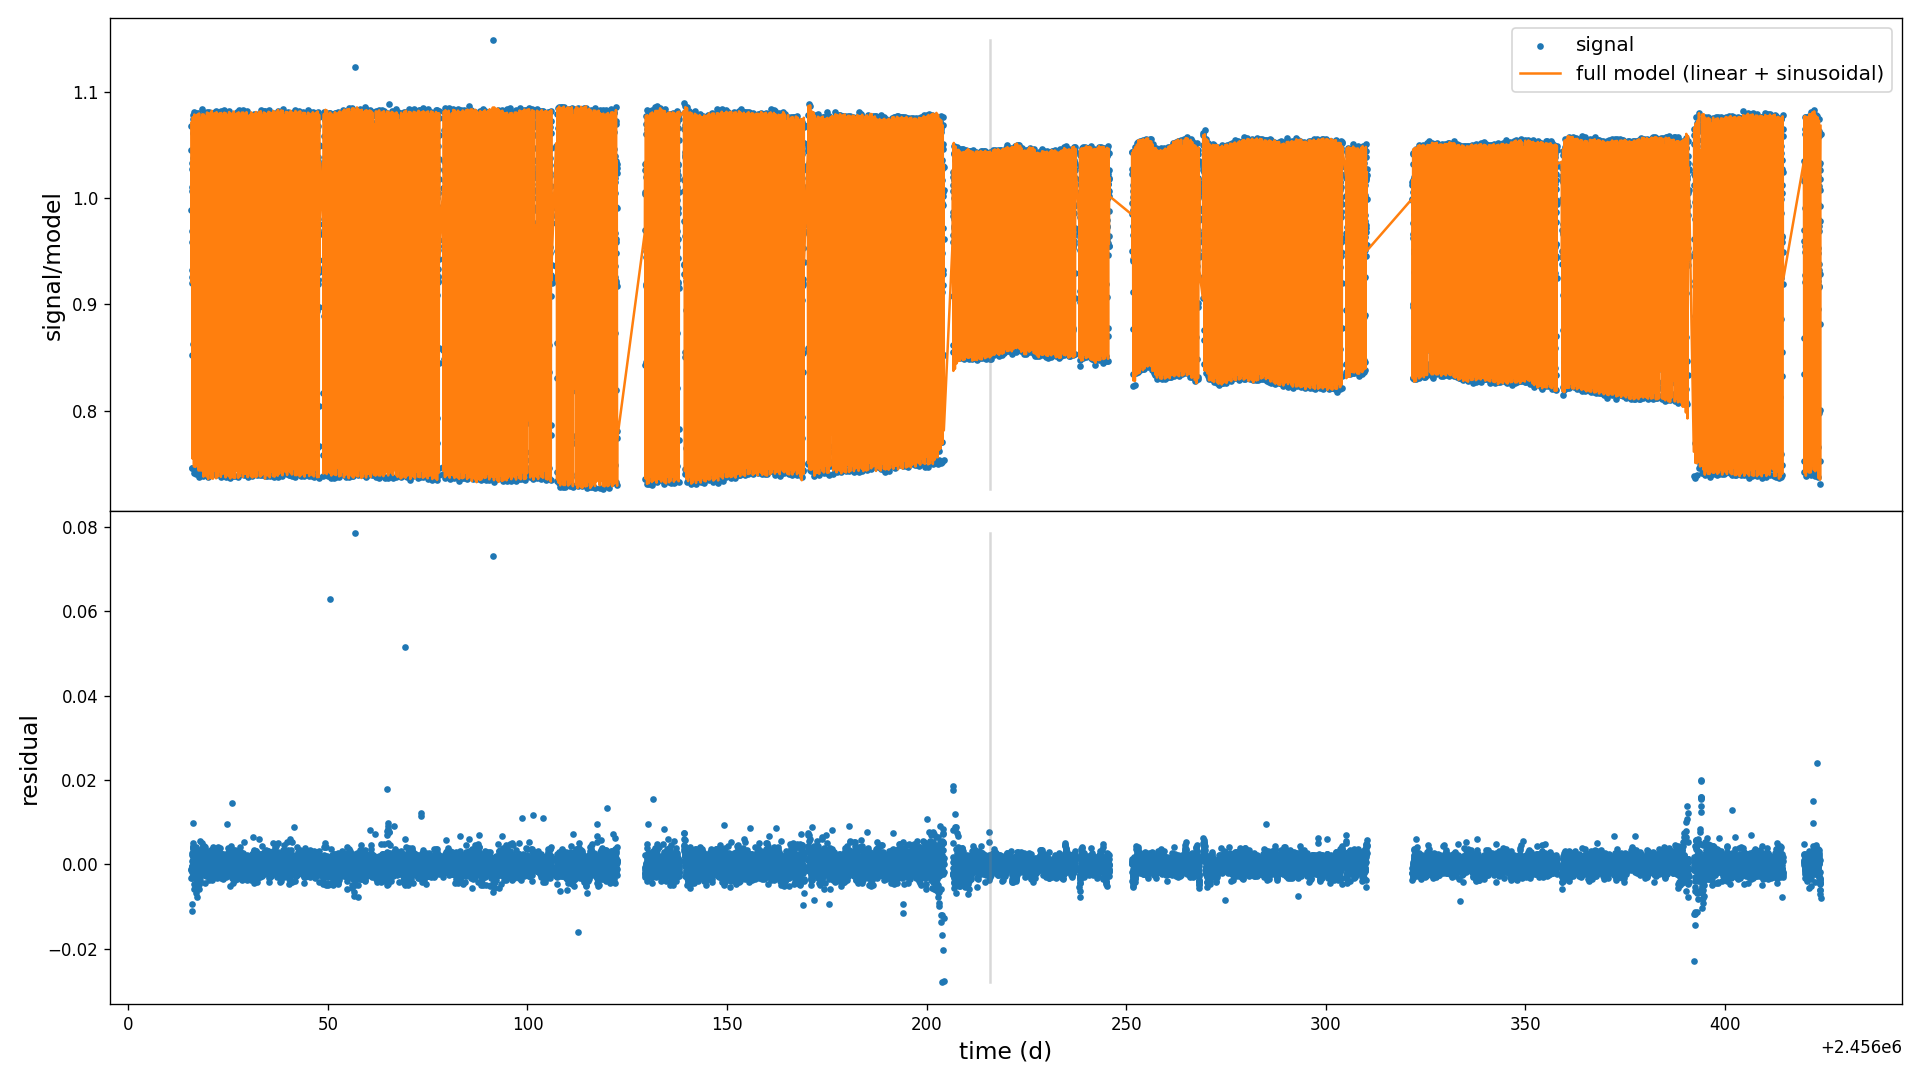 signal
full model (linear + sinusoidal)
signal/model
1.1
1.0
0.9
0.8
residual
0.08
0.06
0.04
0.02
0.00
−0.02
0 50 100 150 200 250 300 350 400
time (d)
+2.456e6